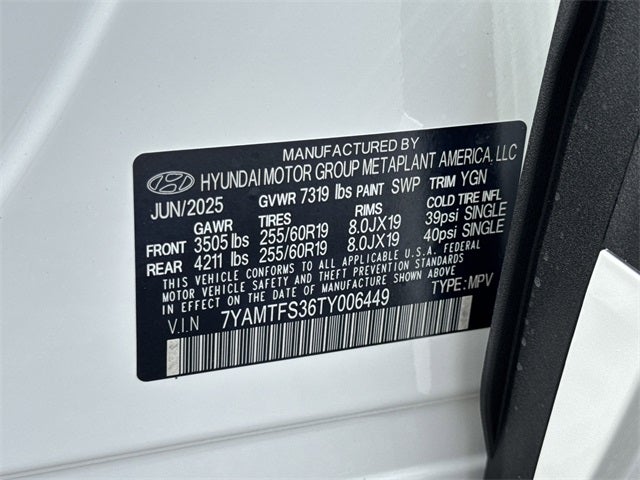 MANUFACTURED BY
HYUNDAI MOTOR GROUP METAPLANT AMERICA, LLC
JUN/2025 GVWR 7319 lbs PAINT SWP TRIM YGN
GAWR TIRES RIMS COLD TIRE INFL
FRONT 3505 lbs 255/60R19 8.0JX19 39psi SINGLE
REAR 4211 lbs 255/60R19 8.0JX19 40psi SINGLE
THIS VEHICLE CONFORMS TO ALL APPLICABLE U.S.A. FEDERAL
MOTOR VEHICLE SAFETY AND THEFT PREVENTION STANDARDS
IN EFFECT ON THE DATE OF MANUFACTURE SHOWN ABOVE.
V.I.N 7YAMTFS36TY006449 TYPE: MPV